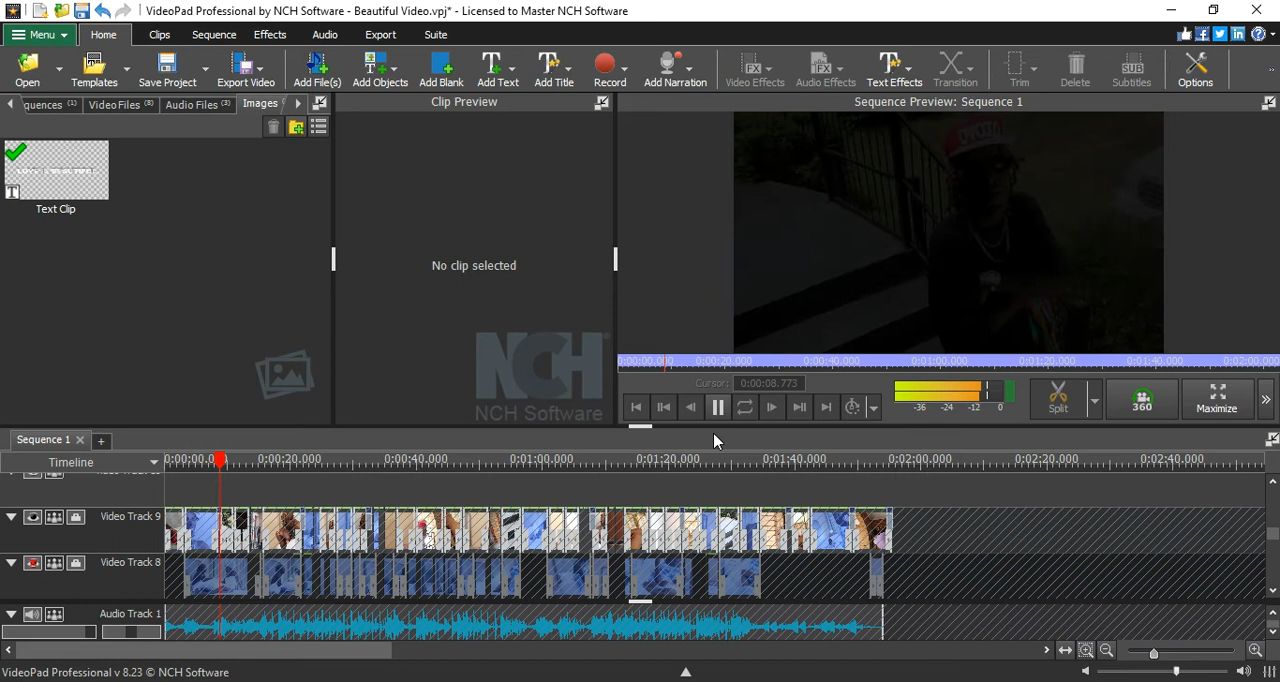 VideoPad Professional by NCH Software - Beautiful Video.vpj* - Licensed to Master NCH Software
Menu Home Clips Sequence Effects Audio Export Suite
Open Templates Save Project Export Video Add File(s) Add Objects Add Blank Add Text Add Title Record Add Narration Video Effects Audio Effects Text Effects Transition Trim Delete Subtitles Options
quences (1) Video Files (8) Audio Files (3) Images
Clip Preview
Sequence Preview: Sequence 1
Text Clip
No clip selected
NCH
NCH Software
0:00:00.000 0:00:20.000 0:00:40.000 0:01:00.000 0:01:20.000 0:01:40.000 0:02:00.000
Cursor: 0:00:08.773
-36 -24 -12 0
Split 360 Maximize
Sequence 1
Timeline
0:00:00.0 0:00:20.000 0:00:40.000 0:01:00.000 0:01:20.000 0:01:40.000 0:02:00.000 0:02:20.000 0:02:40.000
Video Track 9
Video Track 8
Audio Track 1
VideoPad Professional v 8.23 © NCH Software